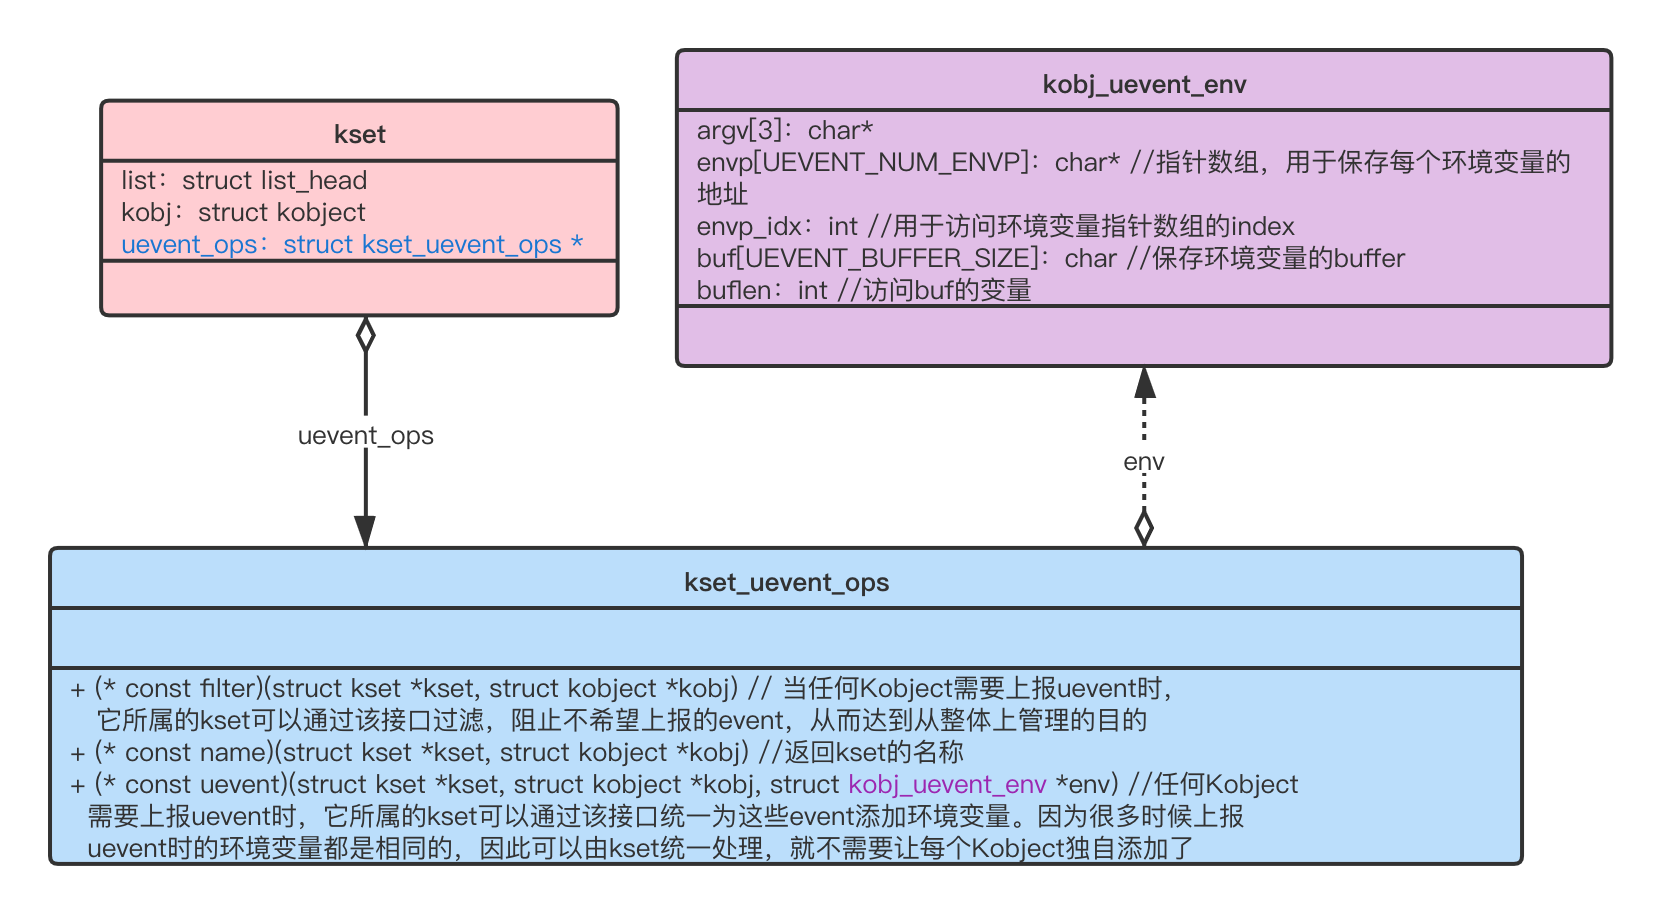 kset
list：struct list_head
kobj：struct kobject
uevent_ops：struct kset_uevent_ops *
kobj_uevent_env
argv[3]：char*
envp[UEVENT_NUM_ENVP]：char* //指针数组，用于保存每个环境变量的
地址
envp_idx：int //用于访问环境变量指针数组的index
buf[UEVENT_BUFFER_SIZE]：char //保存环境变量的buffer
buflen：int //访问buf的变量
uevent_ops
env
kset_uevent_ops
+ (* const filter)(struct kset *kset, struct kobject *kobj) // 当任何Kobject需要上报uevent时，
它所属的kset可以通过该接口过滤，阻止不希望上报的event，从而达到从整体上管理的目的
+ (* const name)(struct kset *kset, struct kobject *kobj) //返回kset的名称
+ (* const uevent)(struct kset *kset, struct kobject *kobj, struct kobj_uevent_env *env) //任何Kobject
需要上报uevent时，它所属的kset可以通过该接口统一为这些event添加环境变量。因为很多时候上报
uevent时的环境变量都是相同的，因此可以由kset统一处理，就不需要让每个Kobject独自添加了